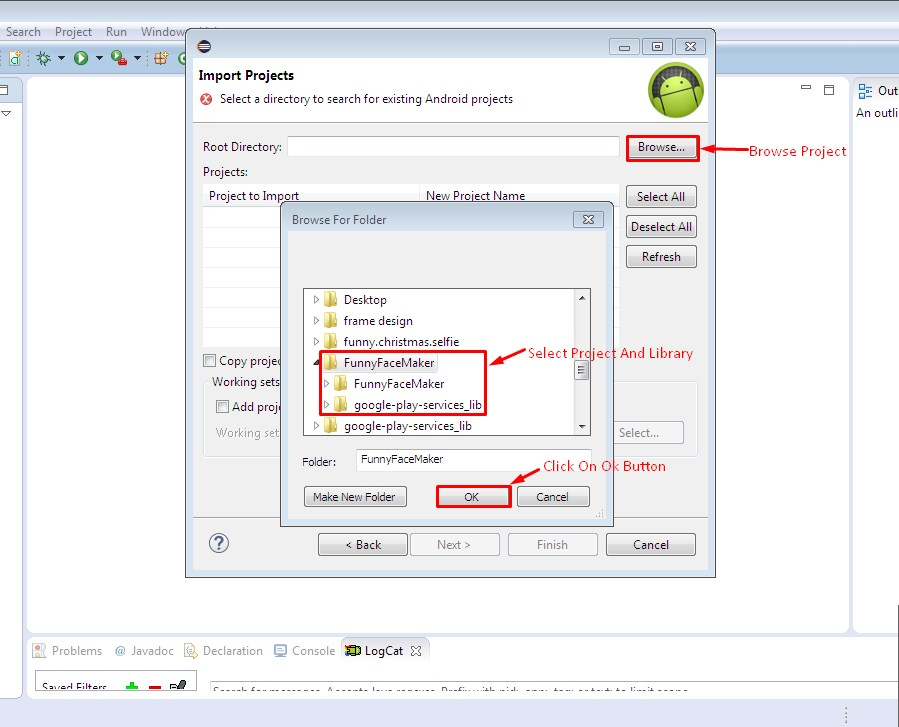 Search Project Run Window
Import Projects
Select a directory to search for existing Android projects
Out
An outli
Root Directory:
Browse...
Browse Project
Projects:
Project to Import
New Project Name
Select All
Deselect All
Refresh
Browse For Folder
Desktop
frame design
funny.christmas.selfie
FunnyFaceMaker
FunnyFaceMaker
google-play-services_lib
google-play-services_lib
Select Project And Library
Copy projec
Working sets
Add proje
Working set
Select...
Folder:
FunnyFaceMaker
Click On Ok Button
Make New Folder
OK
Cancel
?
< Back
Next >
Finish
Cancel
Problems
@ Javadoc
Declaration
Console
LogCat
Saved Filters
Search for messages. Accepts Java regexes. Prefix with pid:, app:, tag: or text: to limit scope.